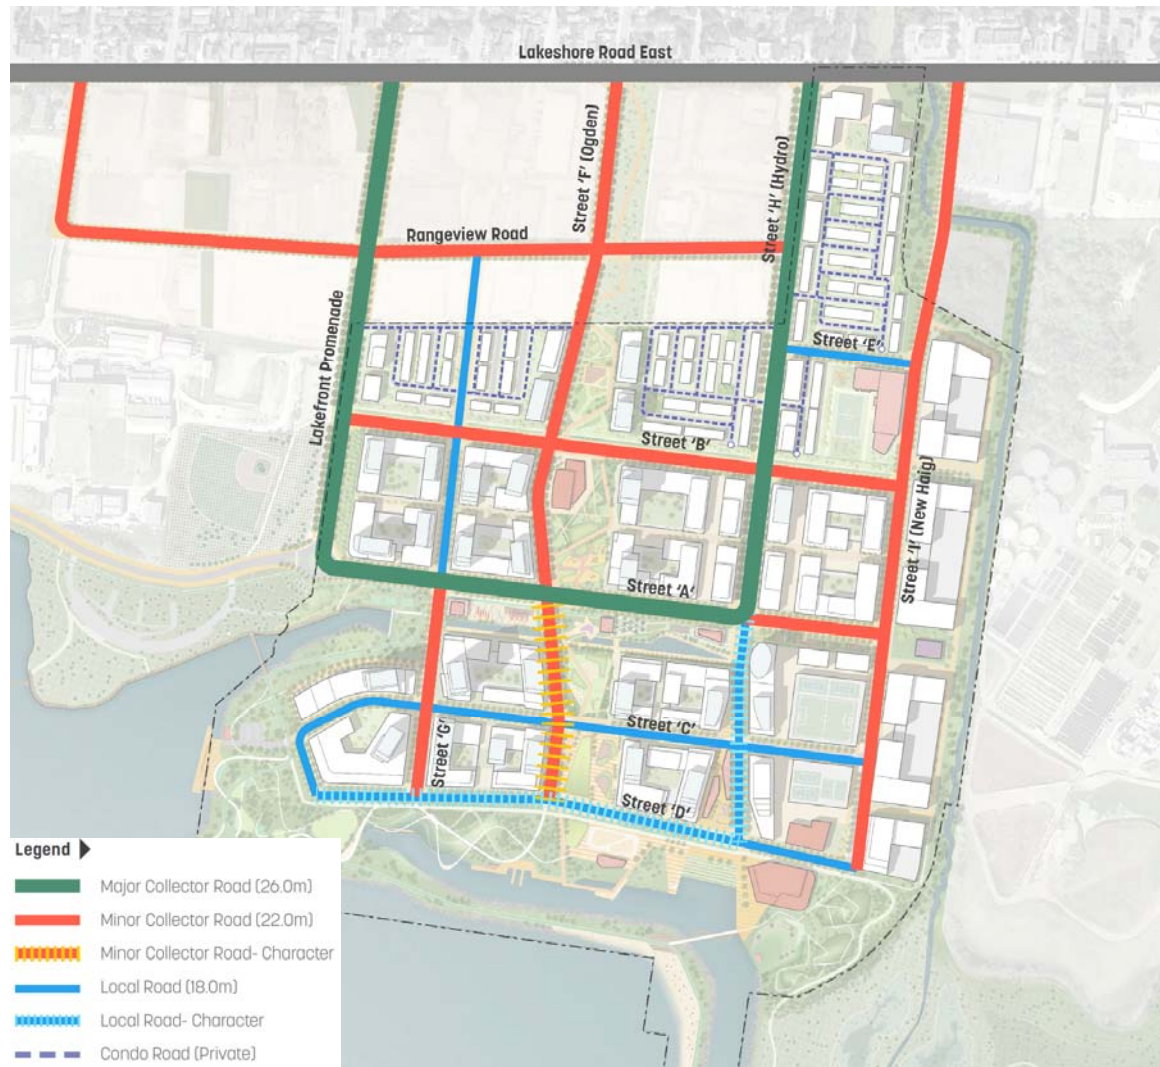 Lakeshore Road East
Street 'F' (Ogden)
Street 'H' (Hydro)
Rangeview Road
Lakefront Promenade
Street 'E'
Street 'B'
Street 'I' (New Haig)
Street 'A'
Street 'C'
Street 'G'
Street 'D'
Legend
Major Collector Road (26.0m)
Minor Collector Road (22.0m)
Minor Collector Road- Character
Local Road (18.0m)
Local Road- Character
Condo Road (Private)